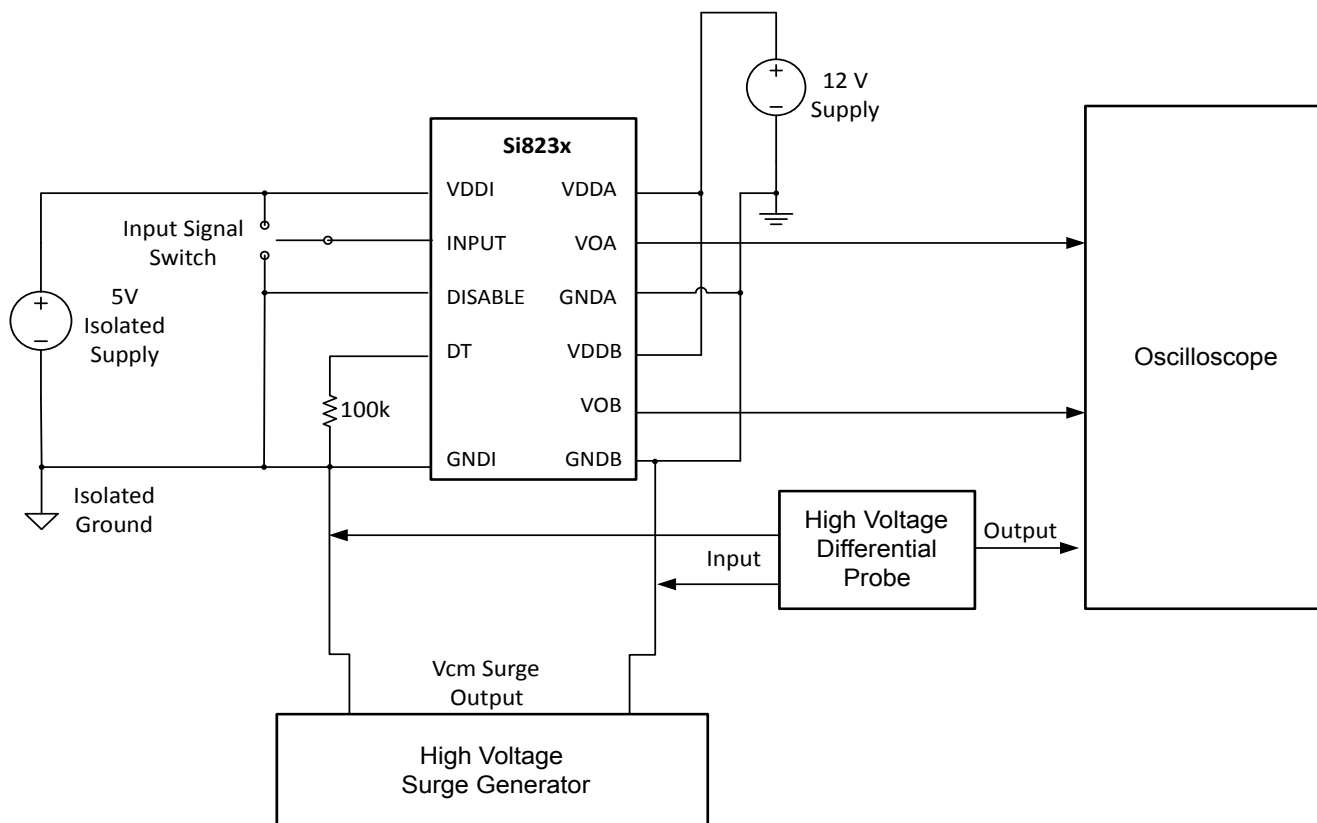 12 V
Supply
Si823x
VDDI
VDDA
Input Signal
Switch
INPUT
VOA
5V
Isolated
Supply
DISABLE
GNDA
DT
VDDB
Oscilloscope
100k
VOB
GNDI
GNDB
Isolated
Ground
High Voltage
Differential
Probe
Output
Input
Vcm Surge
Output
High Voltage
Surge Generator
+
−
+
−